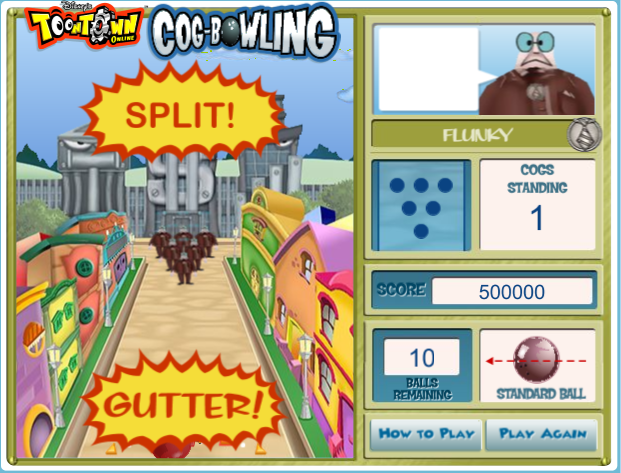 Disney's
TOONTOWN
ONLINE
COG-BOWLING
SPLIT!
FLUNKY
COGS
STANDING
1
SCORE
500000
10
BALLS
REMAINING
STANDARD BALL
GUTTER!
HOW TO PLAY
PLAY AGAIN